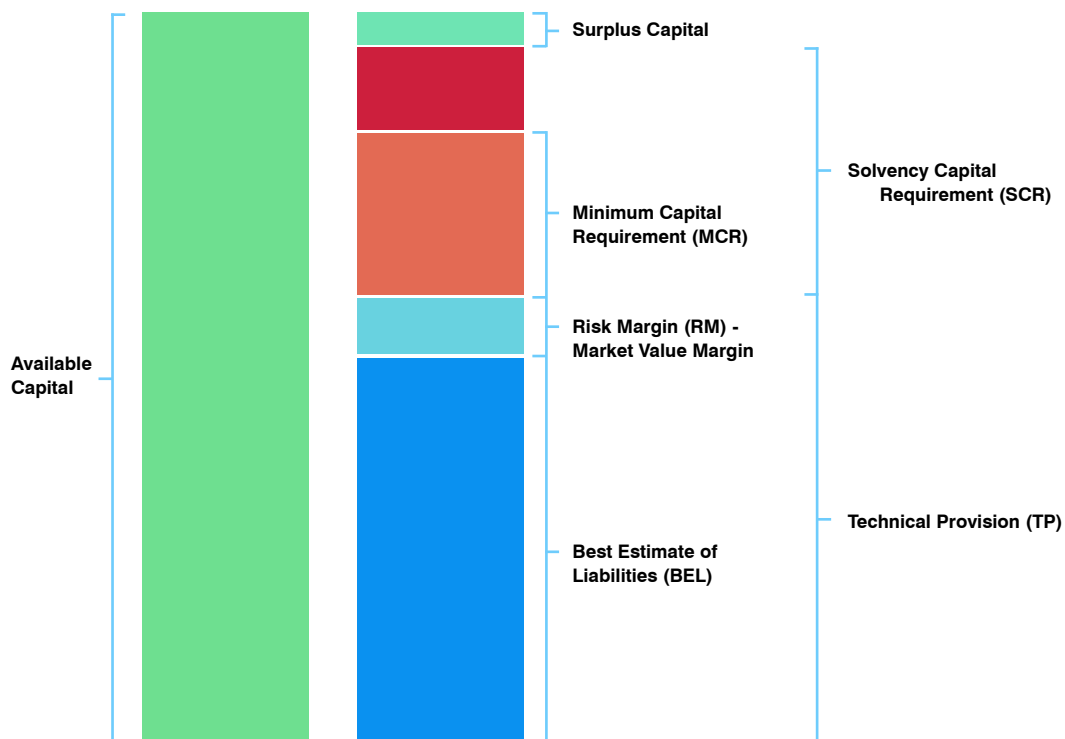 Surplus Capital
Solvency Capital
Requirement (SCR)
Minimum Capital
Requirement (MCR)
Risk Margin (RM) -
Market Value Margin
Available
Capital
Technical Provision (TP)
Best Estimate of
Liabilities (BEL)